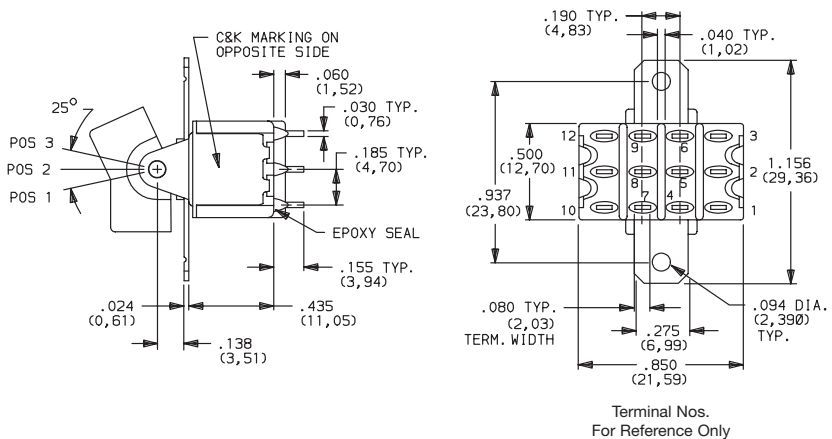 C&K MARKING ON
OPPOSITE SIDE
.060
(1,52)
.030 TYP.
(0,76)
.185 TYP.
(4,70)
25°
POS 3
POS 2
POS 1
EPOXY SEAL
.155 TYP.
(3,94)
.024
(0,61)
.435
(11,05)
.138
(3,51)
.190 TYP.
(4,83)
.040 TYP.
(1,02)
12
9
6
3
.500
(12,70)
11
8
5
2
1.156
(29,36)
.937
(23,80)
10
7
4
1
.080 TYP.
(2,03)
TERM. WIDTH
.275
(6,99)
.094 DIA.
(2,39Ø)
TYP.
.850
(21,59)
Terminal Nos.
For Reference Only